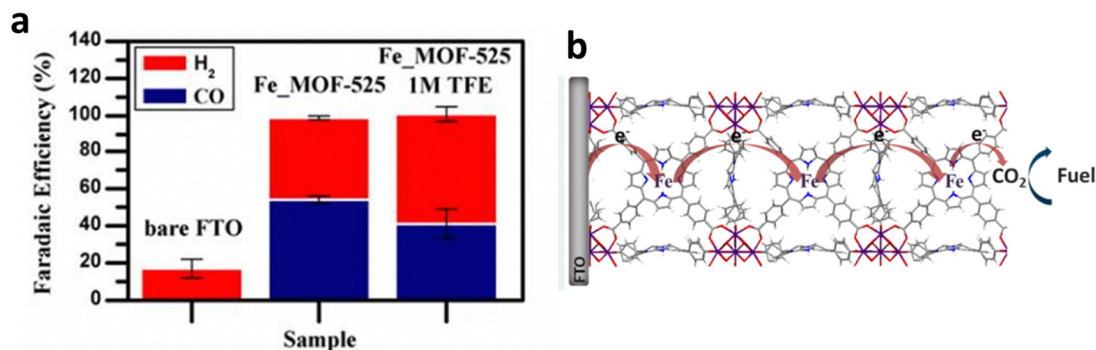 a
140
120
100
80
60
40
20
0
Faradaic Efficiency (%)
H2
CO
bare FTO
Fe_MOF-525
Fe_MOF-525
1M TFE
Sample
b
FTO
e-
e
e
e-
Fe
Fe
Fe
CO2
Fuel